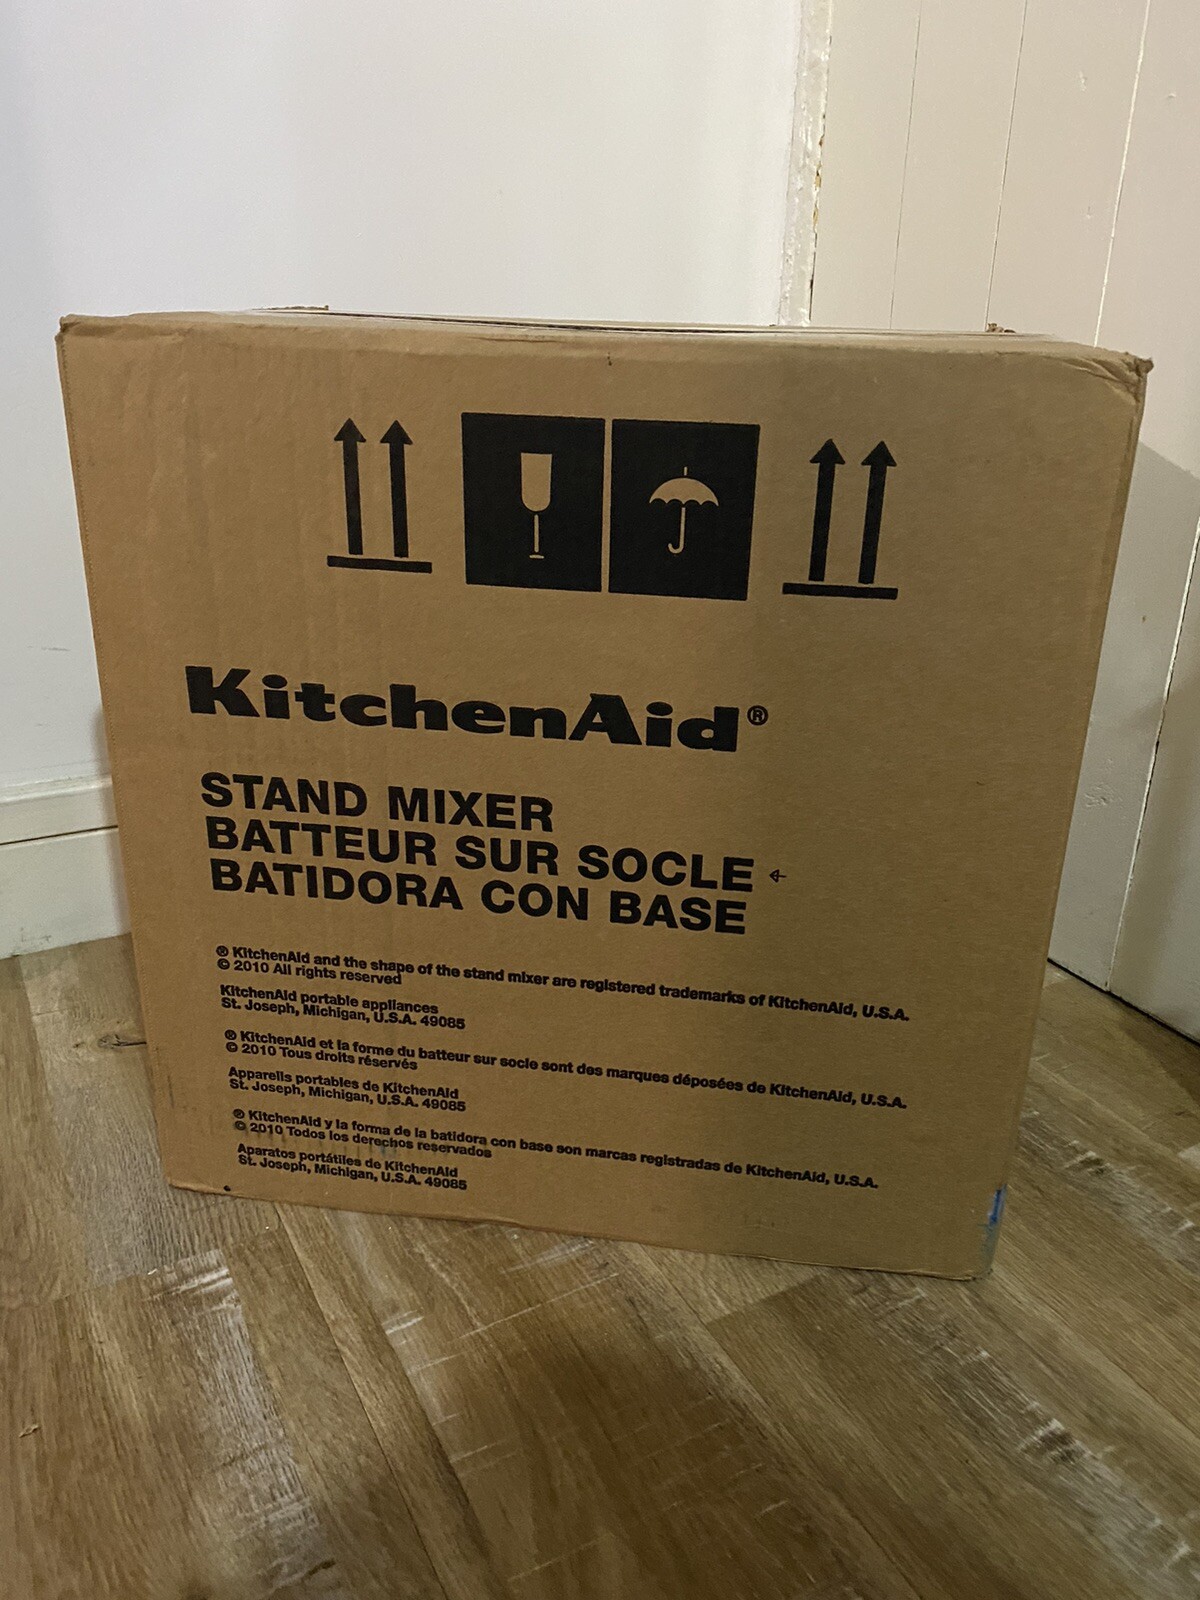 KitchenAid®
STAND MIXER
BATTEUR SUR SOCLE
BATIDORA CON BASE
® KitchenAid and the shape of the stand mixer are registered trademarks of KitchenAid, U.S.A.
© 2010 All rights reserved
KitchenAid portable appliances
St. Joseph, Michigan, U.S.A. 49085
® KitchenAid et la forme du batteur sur socle sont des marques déposées de KitchenAid, U.S.A.
© 2010 Tous droits réservés
Appareils portables de KitchenAid
St. Joseph, Michigan, U.S.A. 49085
® KitchenAid y la forma de la batidora con base son marcas registradas de KitchenAid, U.S.A.
© 2010 Todos los derechos reservados
Aparatos portátiles de KitchenAid
St. Joseph, Michigan, U.S.A. 49085